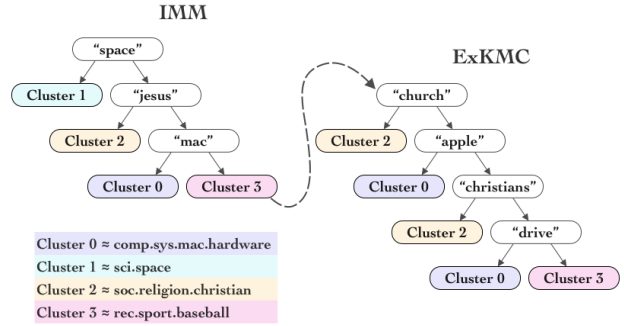 IMM
“space”
Cluster 1
“jesus”
Cluster 2
“mac”
Cluster 0
Cluster 3
ExKMC
“church”
Cluster 2
“apple”
Cluster 0
“christians”
Cluster 2
“drive”
Cluster 0
Cluster 3
Cluster 0 ≈ comp.sys.mac.hardware
Cluster 1 ≈ sci.space
Cluster 2 ≈ soc.religion.christian
Cluster 3 ≈ rec.sport.baseball